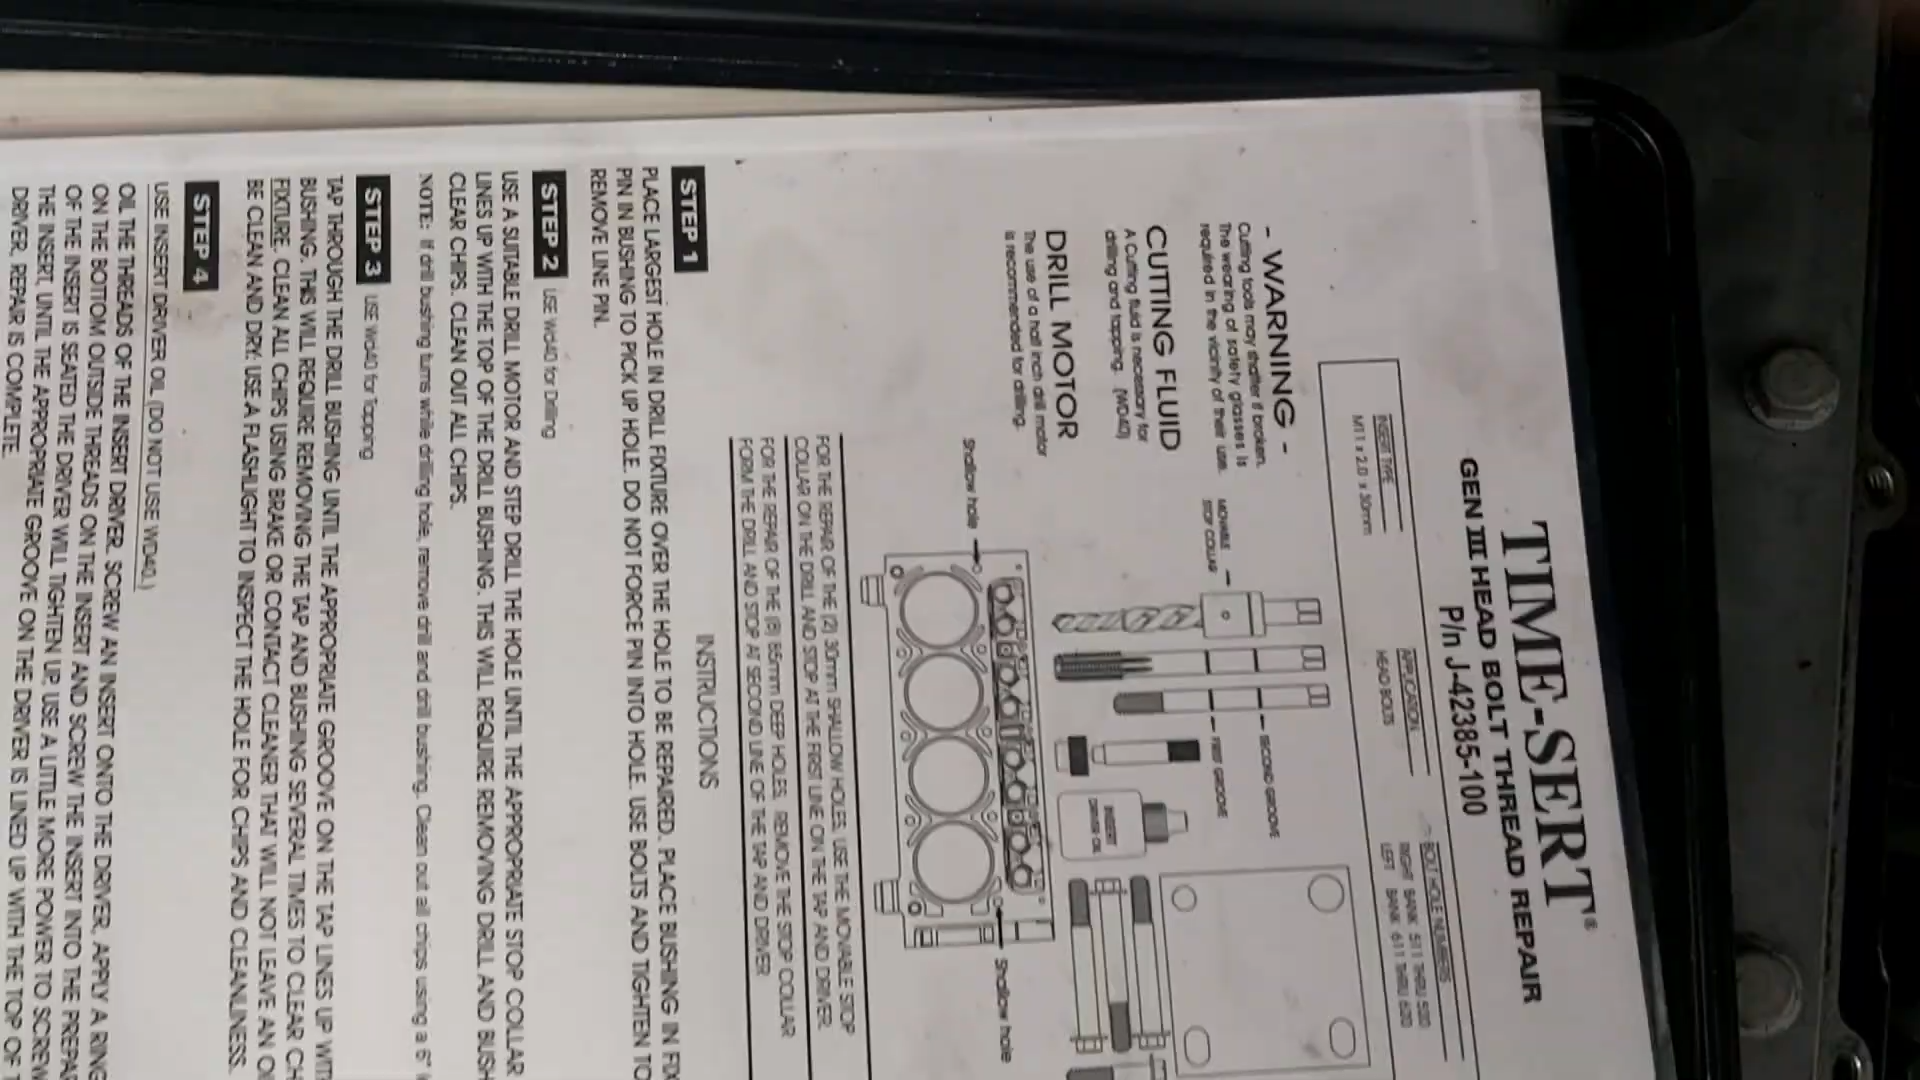 TIME-SERT®
GEN III HEAD BOLT THREAD REPAIR
P/n J-42385-100
INSERT TYPE
M11 x 2.0 x 30mm
APPLICATION
HEAD BOLTS
BOLT HOLE NUMBERS
RIGHT BANK 511 THRU
LEFT BANK 611 THRU
- WARNING -
Cutting tools may shatter if broken.
The wearing of safety glasses is
required in the vicinity of their use.
CUTTING FLUID
A Cutting fluid is necessary for
drilling and tapping. (WD40)
DRILL MOTOR
The use of a half inch drill motor
is recommended for drilling.
MOVABLE
STOP COLLAR
SECOND GROOVE
FIRST GROOVE
INSERT
DRIVER OIL
Shallow hole
Shallow hole
FOR THE REPAIR OF THE (2) 30mm SHALLOW HOLES, USE THE MOVABLE STOP
COLLAR ON THE DRILL AND STOP AT THE FIRST LINE ON THE TAP AND DRIVER
FOR THE REPAIR OF THE (8) 65mm DEEP HOLES, REMOVE THE STOP COLLAR
FORM THE DRILL AND STOP AT SECOND LINE OF THE TAP AND DRIVER
INSTRUCTIONS
STEP 1
PLACE LARGEST HOLE IN DRILL FIXTURE OVER THE HOLE TO BE REPAIRED. PLACE BUSHING IN
PIN IN BUSHING TO PICK UP HOLE. DO NOT FORCE PIN INTO HOLE. USE BOLTS AND TIGHTEN TO
REMOVE LINE PIN.
STEP 2 USE Wd40 for Drilling
USE A SUITABLE DRILL MOTOR AND STEP DRILL THE HOLE UNTIL THE APPROPRIATE STOP COLLAR
LINES UP WITH THE TOP OF THE DRILL BUSHING. THIS WILL REQUIRE REMOVING DRILL AND
CLEAR CHIPS. CLEAN OUT ALL CHIPS.
NOTE: If drill bushing turns while drilling hole, remove drill and drill bushing. Clean out all chips using a 6"
STEP 3 USE Wd40 for Tapping
TAP THROUGH THE DRILL BUSHING UNTIL THE APPROPRIATE GROOVE ON THE TAP LINES UP
BUSHING. THIS WILL REQUIRE REMOVING THE TAP AND BUSHING SEVERAL TIMES TO CLEAR
FIXTURE. CLEAN ALL CHIPS USING BRAKE OR CONTACT CLEANER THAT WILL NOT LEAVE AN
BE CLEAN AND DRY: USE A FLASHLIGHT TO INSPECT THE HOLE FOR CHIPS AND CLEANLINESS.
STEP 4
USE INSERT DRIVER OIL (DO NOT USE WD40.)
OIL THE THREADS OF THE INSERT DRIVER. SCREW AN INSERT ONTO THE DRIVER, APPLY A RING
ON THE BOTTOM OUTSIDE THREADS ON THE INSERT AND SCREW THE INSERT INTO THE
OF THE INSERT IS SEATED THE DRIVER WILL TIGHTEN UP, USE A LITTLE MORE POWER TO SCREW
THE INSERT, UNTIL THE APPROPRIATE GROOVE ON THE DRIVER IS LINED UP WITH THE TOP OF
DRIVER. REPAIR IS COMPLETE.